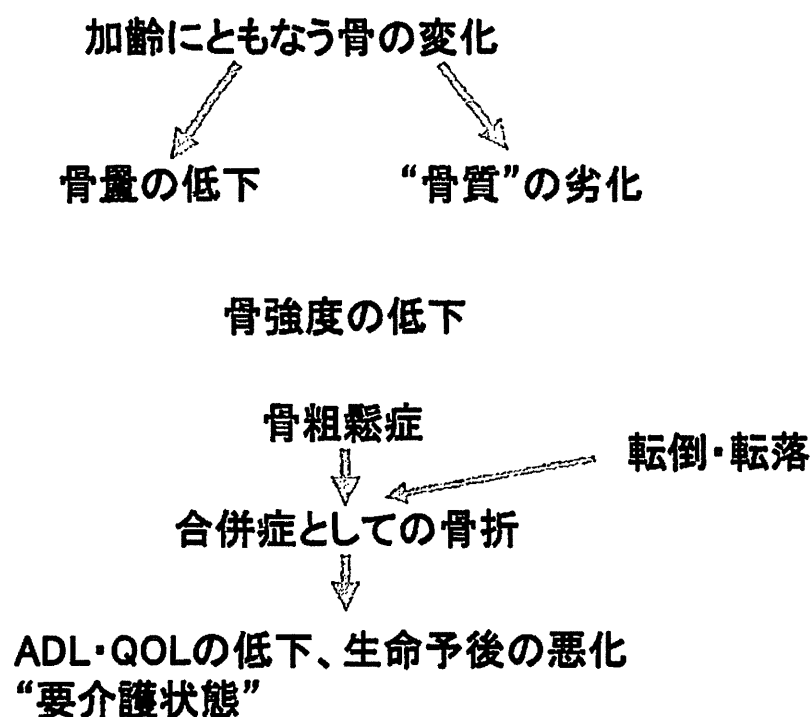 加齢にともなう骨の変化
骨量の低下 “骨質”の劣化
骨強度の低下
骨粗鬆症
転倒・転落
合併症としての骨折
ADL・QOLの低下、生命予後の悪化
“要介護状態”